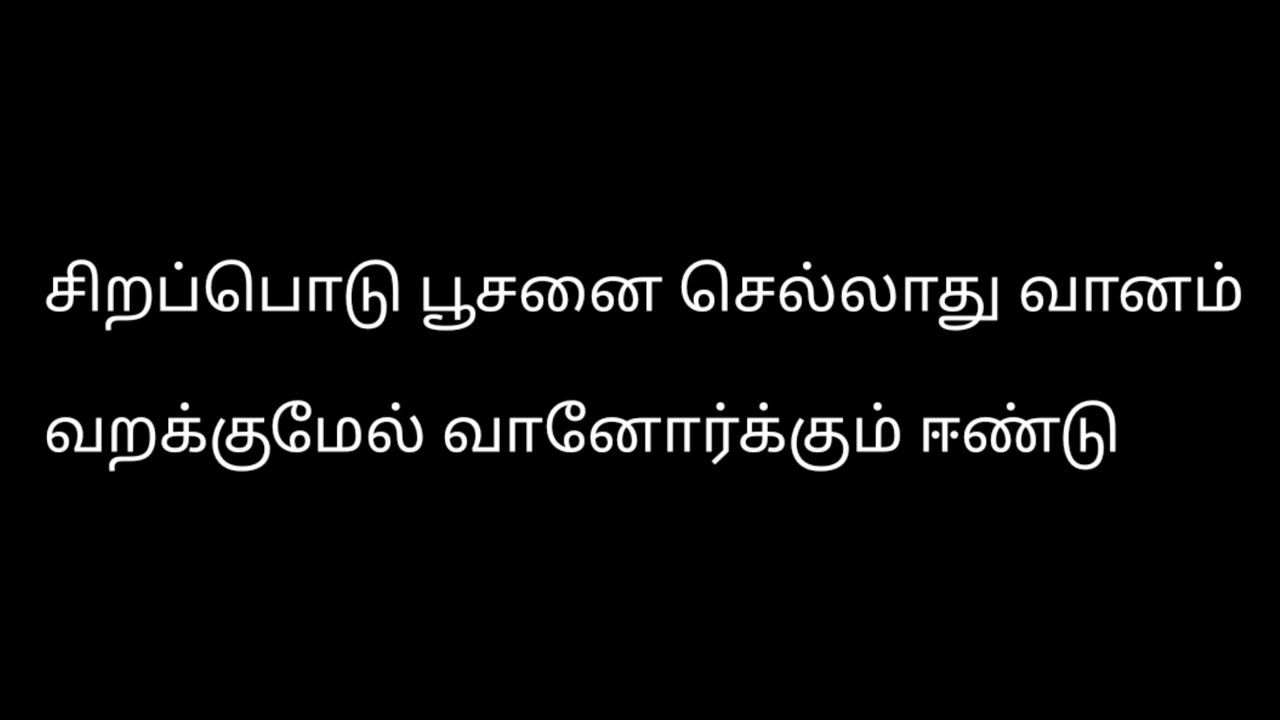 சிறப்பொடு பூசனை செல்லாது வானம்
வறக்குமேல் வானோர்க்கும் ஈண்டு